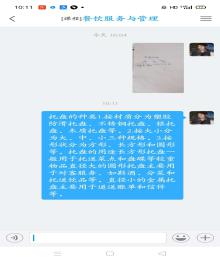 10:11
[课程]餐饮服务与管理
今天 10:04
10:11
托盘的种类1.按材质分为塑胶
防滑托盘、不锈钢托盘、银托
盘、木质托盘等。2.按大小分
为大、中、小三种规格。3.按
形状分为方形、长方形和圆形
等。托盘的用途长方形托盘一
般用于托送菜点和盘碟等较重
物品直径大的圆形托盘主要用
于对客服务，如斟酒、分菜和
托送饮品等。直径小的金属托
盘主要用于递送账单和信件
等。